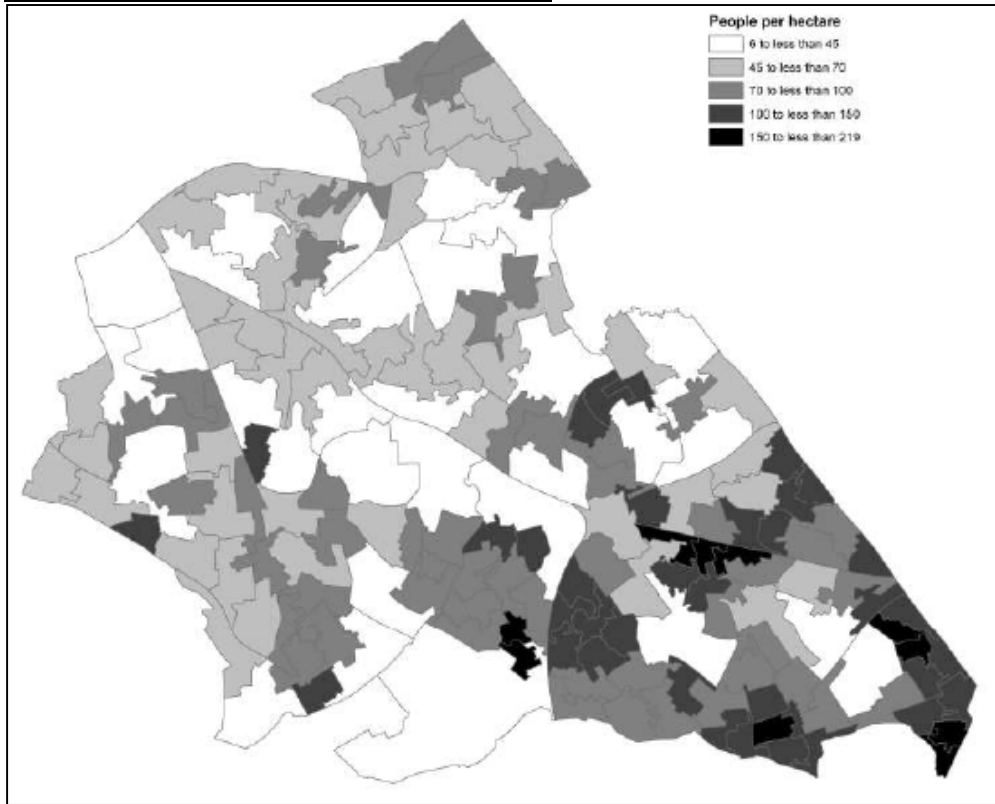 People per hectare
6 to less than 45
45 to less than 70
70 to less than 100
100 to less than 150
150 to less than 219